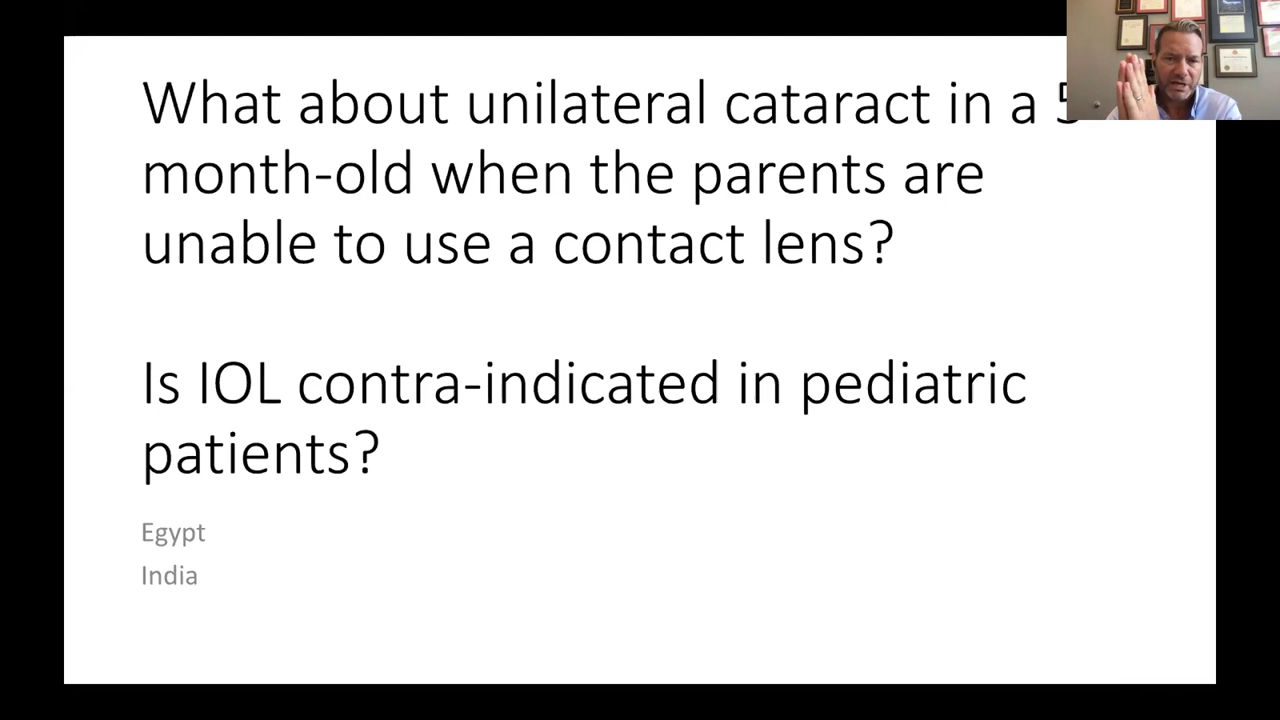 What about unilateral cataract in a 5
month-old when the parents are
unable to use a contact lens?
Is IOL contra-indicated in pediatric
patients?
Egypt
India